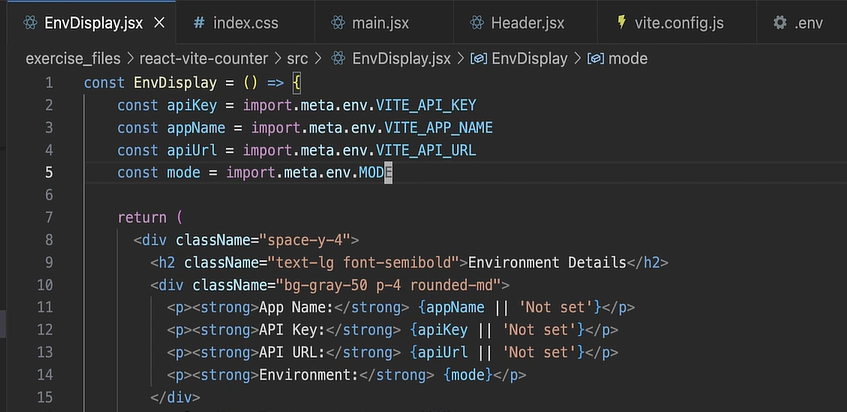 EnvDisplay.jsx × # index.css main.jsx Header.jsx vite.config.js .env
exercise_files > react-vite-counter > src > EnvDisplay.jsx > EnvDisplay > mode
1 const EnvDisplay = () => {
2 const apiKey = import.meta.env.VITE_API_KEY
3 const appName = import.meta.env.VITE_APP_NAME
4 const apiUrl = import.meta.env.VITE_API_URL
5 const mode = import.meta.env.MODE
6
7 return (
8 <div className="space-y-4">
9 <h2 className="text-lg font-semibold">Environment Details</h2>
10 <div className="bg-gray-50 p-4 rounded-md">
11 <p><strong>App Name:</strong> {appName || 'Not set'}</p>
12 <p><strong>API Key:</strong> {apiKey || 'Not set'}</p>
13 <p><strong>API URL:</strong> {apiUrl || 'Not set'}</p>
14 <p><strong>Environment:</strong> {mode}</p>
15 </div>